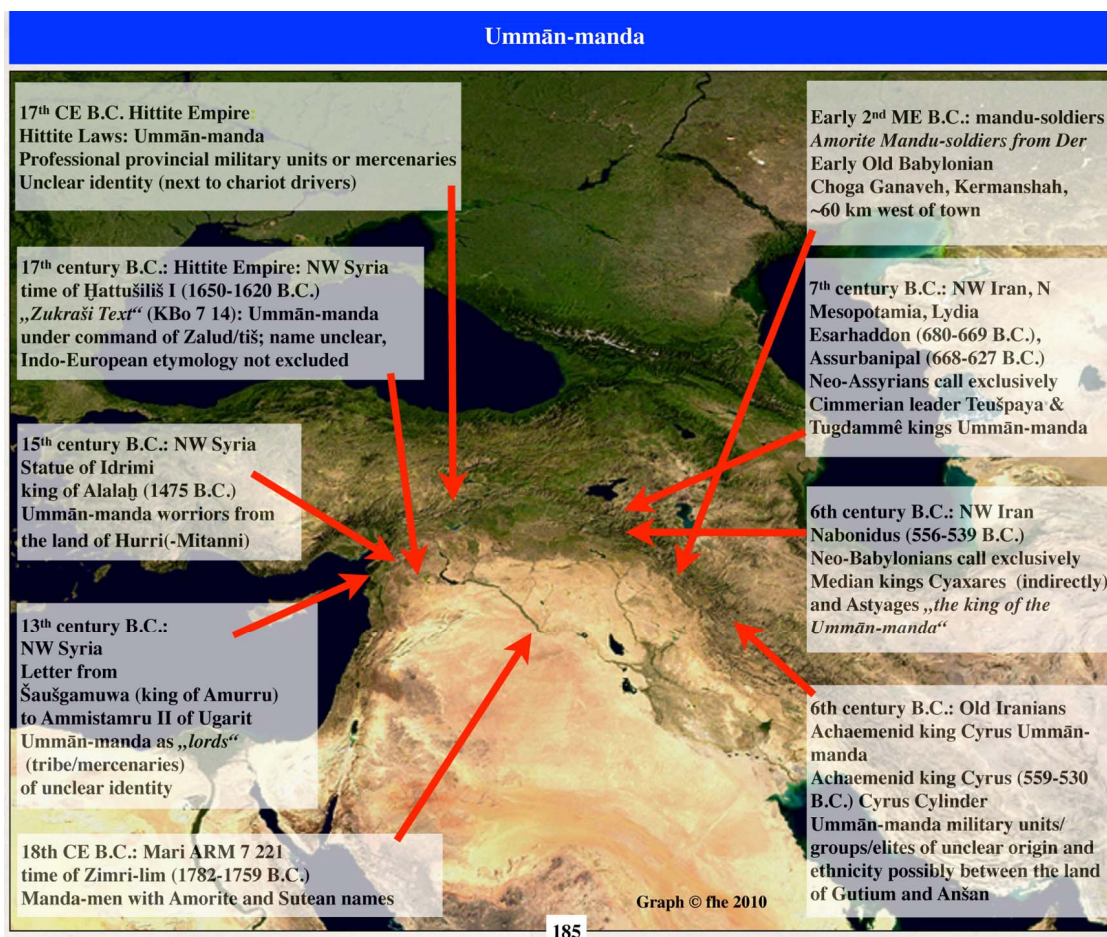 Ummān-manda
17th CE B.C. Hittite Empire:
Hittite Laws: Ummān-manda
Professional provincial military units or mercenaries
Unclear identity (next to chariot drivers)
17th century B.C.: Hittite Empire: NW Syria
time of Ḫattušiliš I (1650-1620 B.C.)
„Zukraši Text“ (KBo 7 14): Ummān-manda
under command of Zalud/tiš; name unclear,
Indo-European etymology not excluded
15th century B.C.: NW Syria
Statue of Idrimi
king of Alalaḫ (1475 B.C.)
Ummān-manda worriors from
the land of Hurri(-Mitanni)
13th century B.C.:
NW Syria
Letter from
Šaušgamuwa (king of Amurru)
to Ammistamru II of Ugarit
Ummān-manda as „lords“
(tribe/mercenaries)
of unclear identity
18th CE B.C.: Mari ARM 7 221
time of Zimri-lim (1782-1759 B.C.)
Manda-men with Amorite and Sutean names
Early 2nd ME B.C.: mandu-soldiers
Amorite Mandu-soldiers from Der
Early Old Babylonian
Choga Ganaveh, Kermanshah,
~60 km west of town
7th century B.C.: NW Iran, N
Mesopotamia, Lydia
Esarhaddon (680-669 B.C.),
Assurbanipal (668-627 B.C.)
Neo-Assyrians call exclusively
Cimmerian leader Teušpaya &
Tugdammê kings Ummān-manda
6th century B.C.: NW Iran
Nabonidus (556-539 B.C.)
Neo-Babylonians call exclusively
Median kings Cyaxares (indirectly)
and Astyages „the king of the
Ummān-manda“
6th century B.C.: Old Iranians
Achaemenid king Cyrus Ummān-
manda
Achaemenid king Cyrus (559-530
B.C.) Cyrus Cylinder
Ummān-manda military units/
groups/elites of unclear origin and
ethnicity possibly between the land
of Gutium and Anšan
Graph © fhe 2010
185